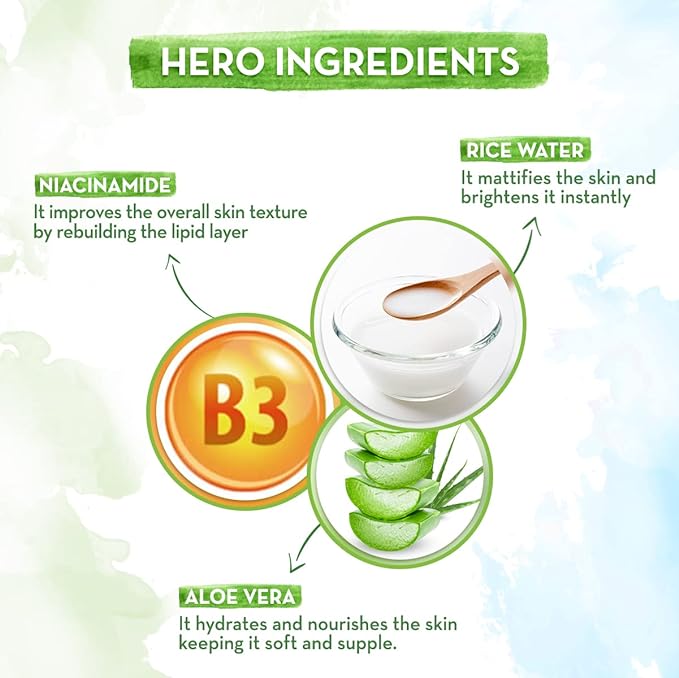 HERO INGREDIENTS
RICE WATER
It mattifies the skin and
brightens it instantly
NIACINAMIDE
It improves the overall skin texture
by rebuilding the lipid layer
B3
ALOE VERA
It hydrates and nourishes the skin
keeping it soft and supple.